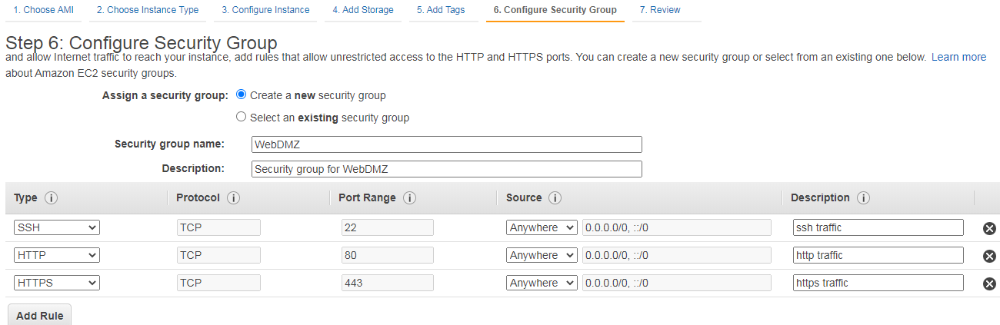 1. Choose AMI 2. Choose Instance Type 3. Configure Instance 4. Add Storage 5. Add Tags 6. Configure Security Group 7. Review
Step 6: Configure Security Group
and allow Internet traffic to reach your instance, add rules that allow unrestricted access to the HTTP and HTTPS ports. You can create a new security group or select from an existing one below. Learn more
about Amazon EC2 security groups.
Assign a security group: Create a new security group
Select an existing security group
Security group name: WebDMZ
Description: Security group for WebDMZ
Type i Protocol i Port Range i Source i Description i
SSH TCP 22 Anywhere 0.0.0.0/0, ::/0 ssh traffic
HTTP TCP 80 Anywhere 0.0.0.0/0, ::/0 http traffic
HTTPS TCP 443 Anywhere 0.0.0.0/0, ::/0 https traffic
Add Rule